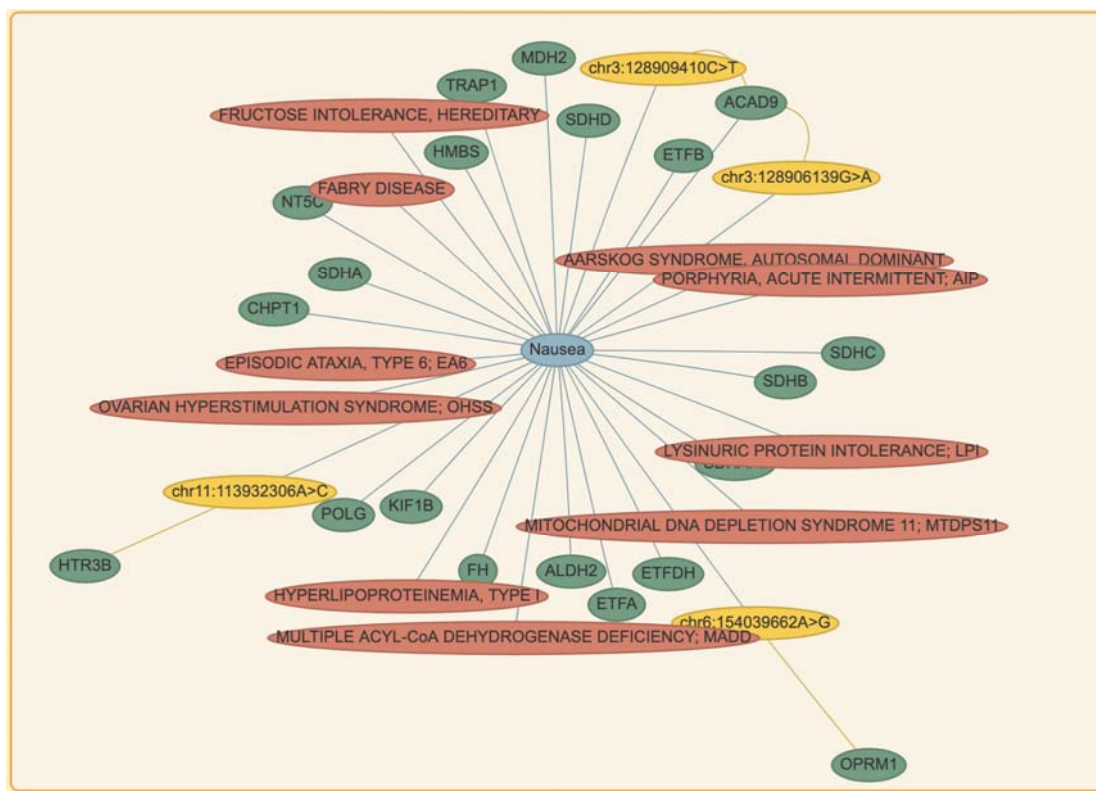 MDH2
chr3:128909410C>T
TRAP1
ACAD9
FRUCTOSE INTOLERANCE, HEREDITARY
SDHD
HMBS
ETFB
chr3:128906139G>A
FABRY DISEASE
NT5C
AARSKOG SYNDROME, AUTOSOMAL DOMINANT
SDHA
PORPHYRIA, ACUTE INTERMITTENT; AIP
CHPT1
Nausea
SDHC
EPISODIC ATAXIA, TYPE 6; EA6
SDHB
OVARIAN HYPERSTIMULATION SYNDROME; OHSS
LYSINURIC PROTEIN INTOLERANCE; LPI
chr11:113932306A>C
KIF1B
POLG
MITOCHONDRIAL DNA DEPLETION SYNDROME 11; MTDPS11
HTR3B
FH
ALDH2
ETFDH
HYPERLIPOPROTEINEMIA, TYPE I
ETFA
chr6:154039662A>G
MULTIPLE ACYL-CoA DEHYDROGENASE DEFICIENCY; MADD
OPRM1